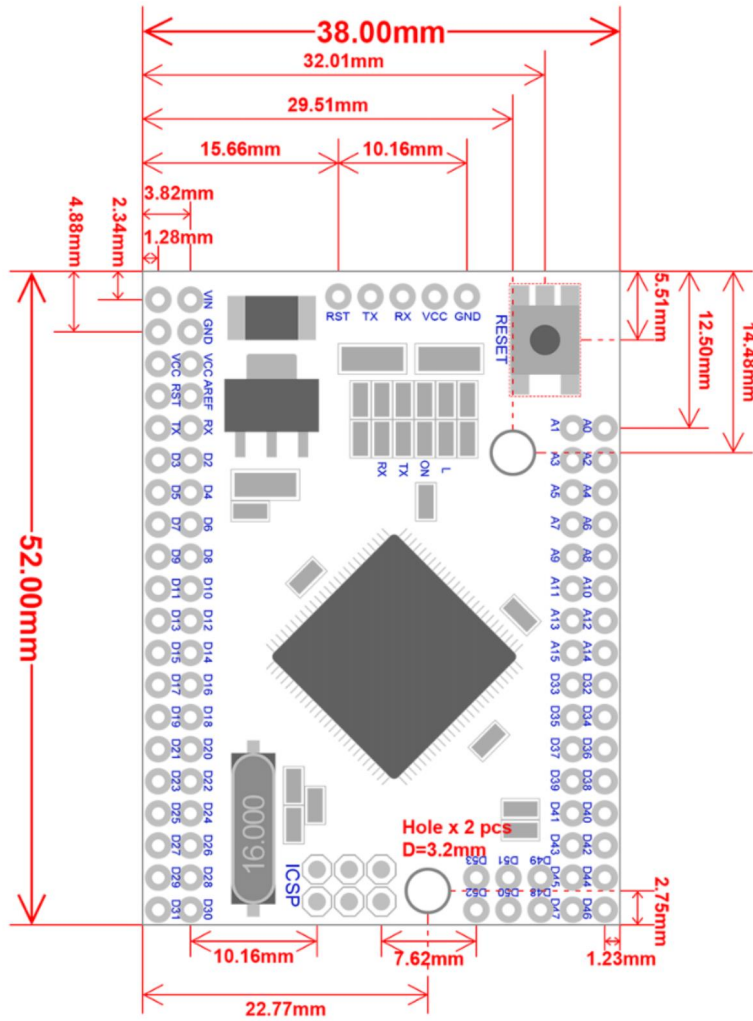 38.00mm
32.01mm
29.51mm
15.66mm 10.16mm
3.82mm
1.28mm
4.88mm
2.34mm
5.51mm
12.50mm
14.48mm
52.00mm
VIN
GND
VCC VCC
RST AREF
TX RX
D3 D2
D5 D4
D7 D6
D9 D8
D11 D10
D13 D12
D15 D14
D17 D16
D19 D18
D21 D20
D23 D22
D25 D24
D27 D26
D29 D28
D31 D30
RST TX RX VCC GND
RESET
RX TX ON L
A1 A0
A3 A2
A5 A4
A7 A6
A9 A8
A11 A10
A13 A12
A15 A14
D33 D32
D35 D34
D37 D36
D39 D38
D41 D40
D43 D42
D45 D44
D47 D46
16.000
ICSP
Hole x 2 pcs
D=3.2mm
D53 D51 D49
D52 D50 D48
2.75mm
10.16mm 7.62mm 1.23mm
22.77mm